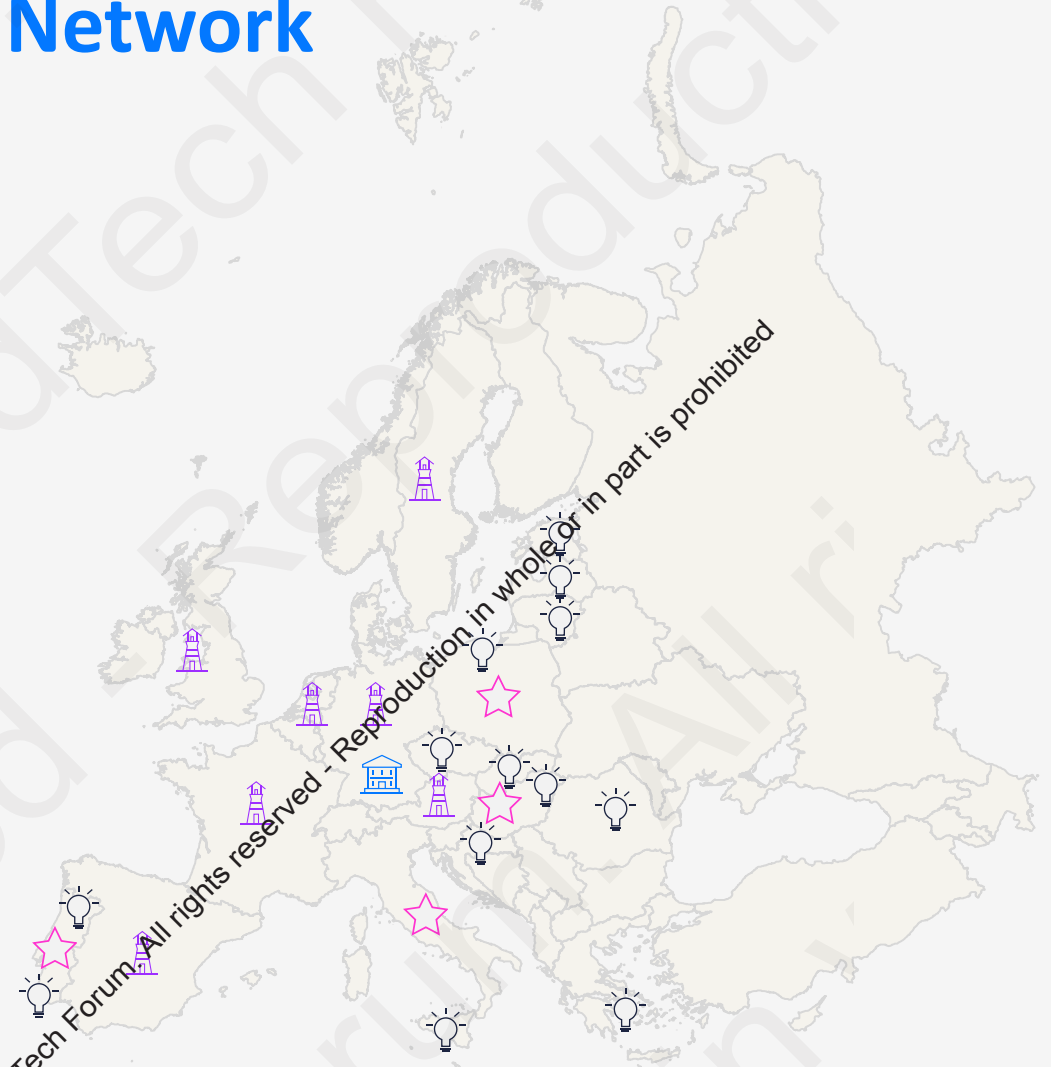 Network
Tech Forum. All rights reserved - Reproduction in whole or in part is prohibited